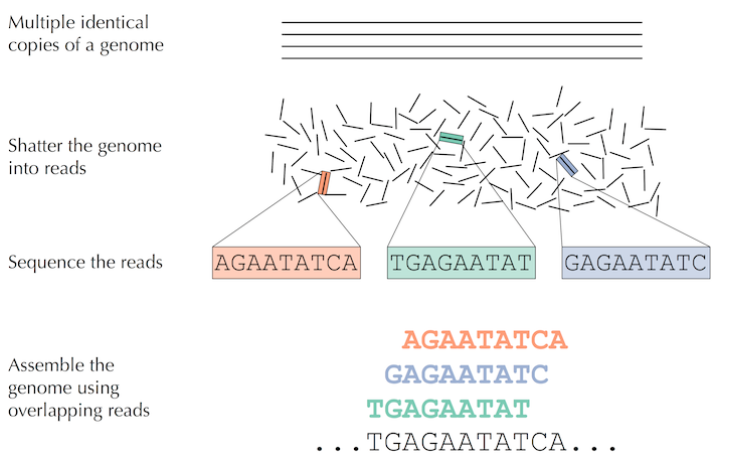 Multiple identical
copies of a genome
Shatter the genome
into reads
Sequence the reads
AGAATATCA TGAGAATAT GAGAATATC
Assemble the
genome using
overlapping reads
AGAATATCA
GAGAATATC
TGAGAATAT
...TGAGAATATCA...